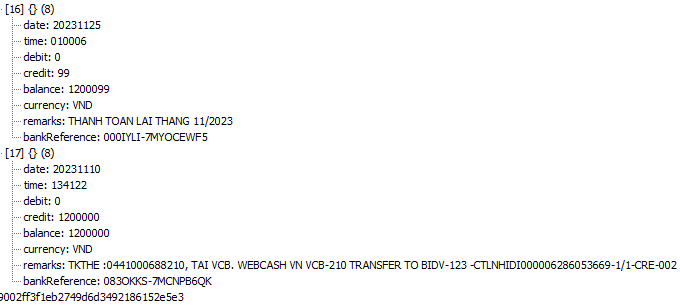 [16] {} (8)
date: 20231125
time: 010006
debit: 0
credit: 99
balance: 1200099
currency: VND
remarks: THANH TOAN LAI THANG 11/2023
bankReference: 000IYLI-7MYOCEWF5
[17] {} (8)
date: 20231110
time: 134122
debit: 0
credit: 1200000
balance: 1200000
currency: VND
remarks: TKTHE :0441000688210, TAI VCB. WEBCASH VN VCB-210 TRANSFER TO BIDV-123 -CTLNHIDI000006286053669-1/1-CRE-002
bankReference: 083OKKS-7MCNPB6QK
9002ff3f1eb2749d6d3492186152e5e3